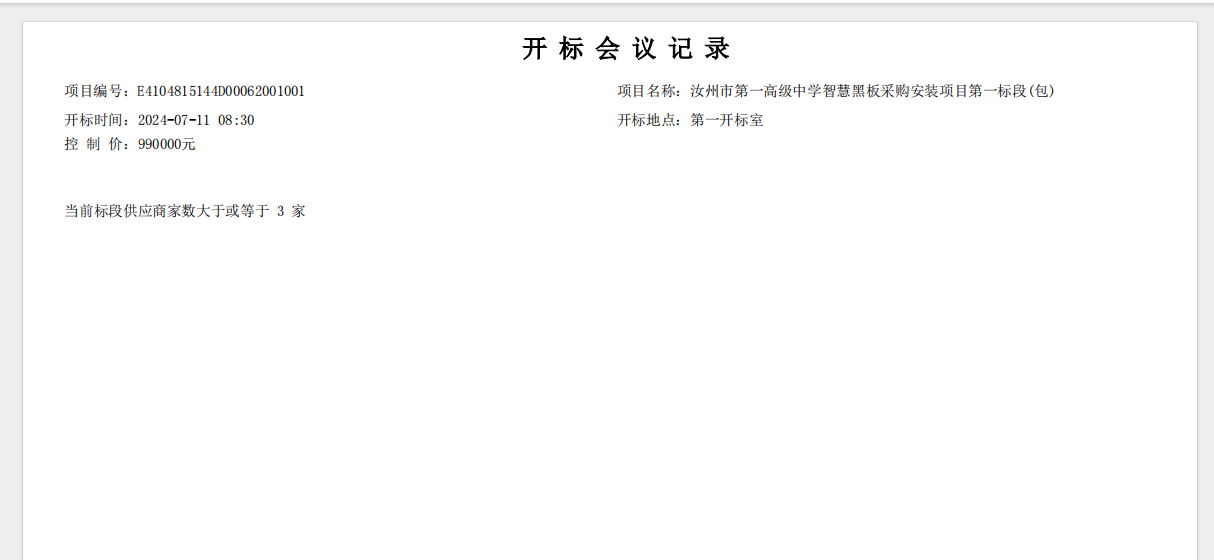 开标会议记录
项目编号：E4104815144D00062001001
项目名称：汝州市第一高级中学智慧黑板采购安装项目第一标段(包)
开标时间：2024-07-11 08:30
开标地点：第一开标室
控 制 价：990000元
当前标段供应商家数大于或等于 3 家